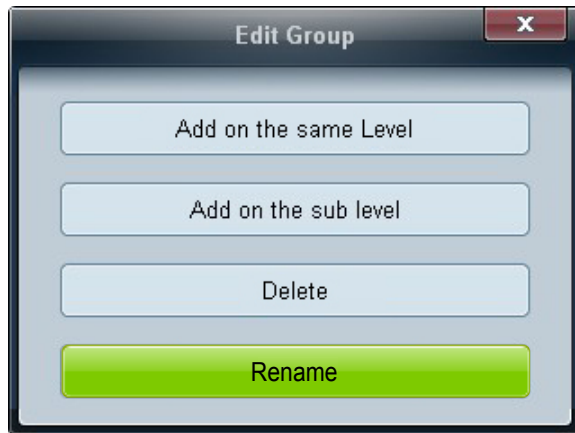 Edit Group
x
Add on the same Level
Add on the sub level
Delete
Rename